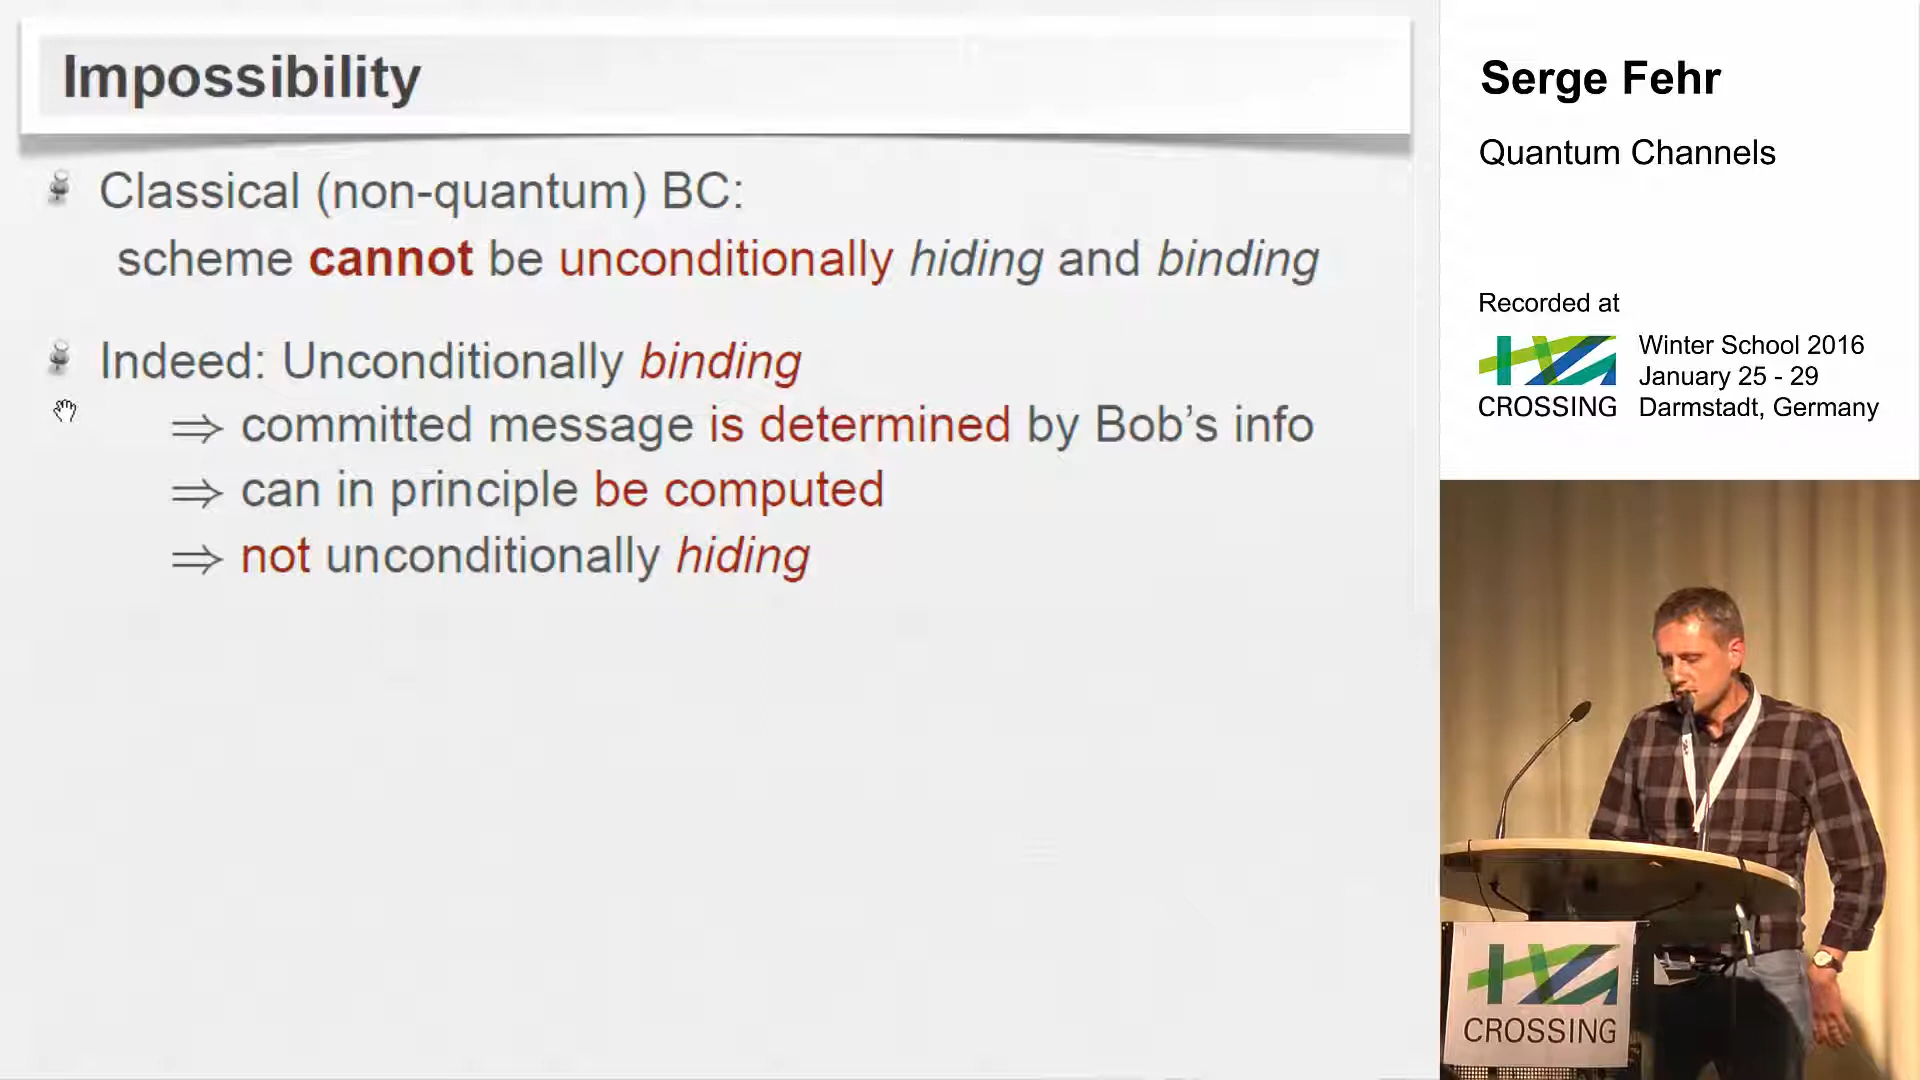 Impossibility
Classical (non-quantum) BC:
scheme cannot be unconditionally hiding and binding
Indeed: Unconditionally binding
⇒ committed message is determined by Bob’s info
⇒ can in principle be computed
⇒ not unconditionally hiding
Serge Fehr
Quantum Channels
Recorded at
CROSSING
Winter School 2016
January 25 - 29
Darmstadt, Germany
CROSSING